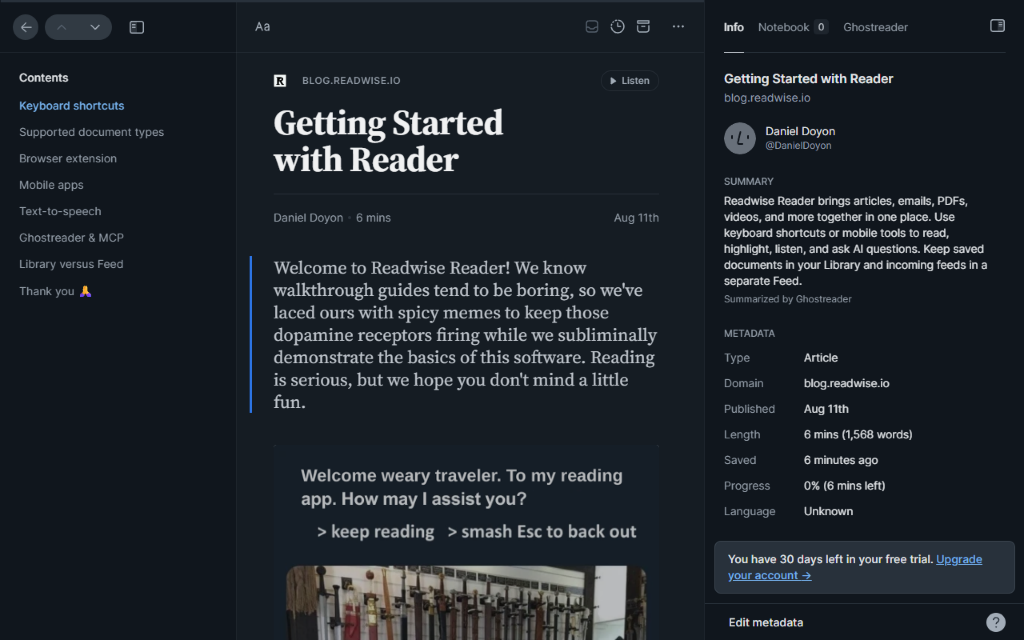 Contents
Keyboard shortcuts
Supported document types
Browser extension
Mobile apps
Text-to-speech
Ghostreader & MCP
Library versus Feed
Thank you 🙏
Aa
R BLOG.READWISE.IO
Listen
Getting Started
with Reader
Daniel Doyon · 6 mins
Aug 11th
Welcome to Readwise Reader! We know
walkthrough guides tend to be boring, so we've
laced ours with spicy memes to keep those
dopamine receptors firing while we subliminally
demonstrate the basics of this software. Reading
is serious, but we hope you don't mind a little
fun.
Welcome weary traveler. To my reading
app. How may I assist you?
> keep reading > smash Esc to back out
Info Notebook 0 Ghostreader
Getting Started with Reader
blog.readwise.io
Daniel Doyon
@DanielDoyon
SUMMARY
Readwise Reader brings articles, emails, PDFs,
videos, and more together in one place. Use
keyboard shortcuts or mobile tools to read,
highlight, listen, and ask AI questions. Keep saved
documents in your Library and incoming feeds in a
separate Feed.
Summarized by Ghostreader
METADATA
Type Article
Domain blog.readwise.io
Published Aug 11th
Length 6 mins (1,568 words)
Saved 6 minutes ago
Progress 0% (6 mins left)
Language Unknown
You have 30 days left in your free trial. Upgrade
your account →
Edit metadata
?